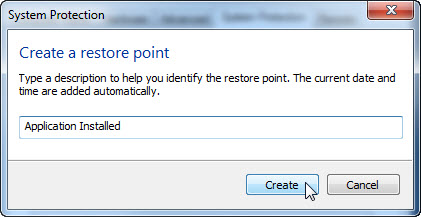 System Protection
Create a restore point
Type a description to help you identify the restore point. The current date and
time are added automatically.
Application Installed
Create
Cancel